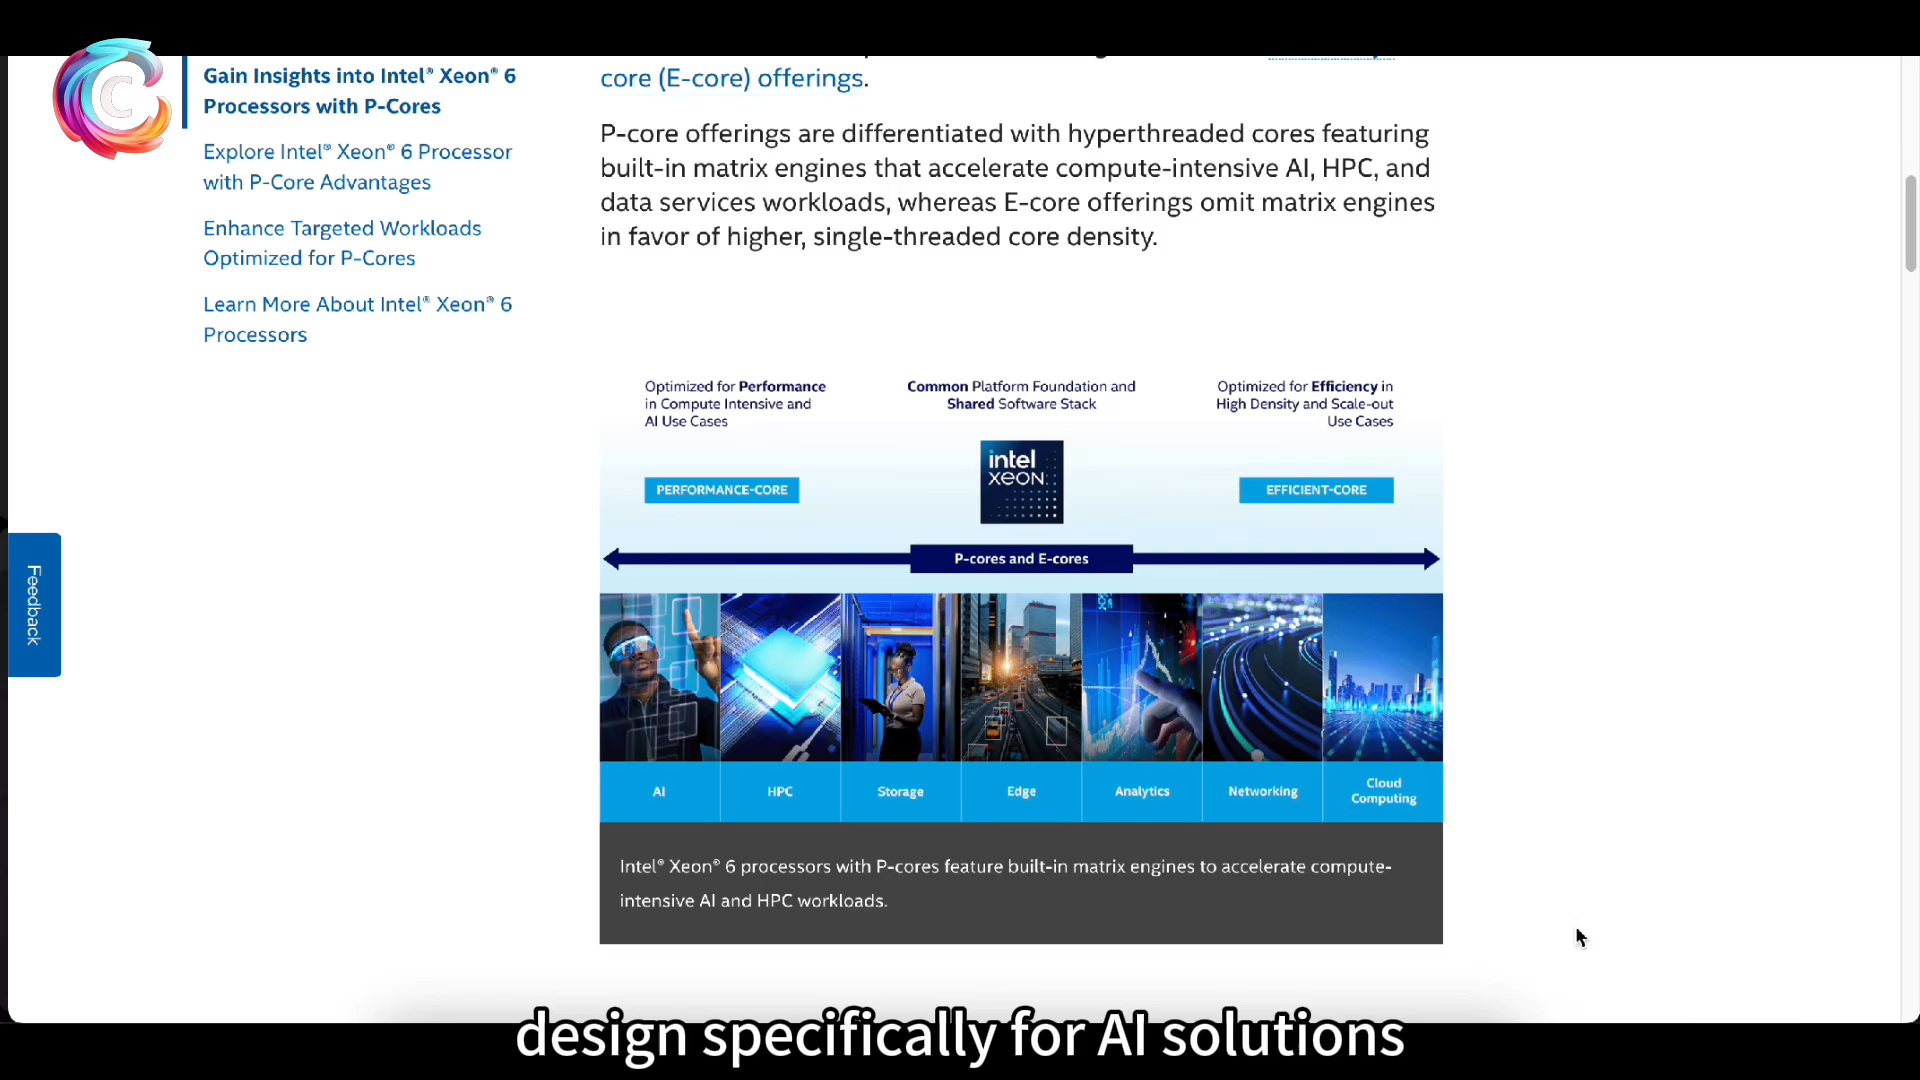 Gain Insights into Intel® Xeon® 6
Processors with P-Cores
Explore Intel® Xeon® 6 Processor
with P-Core Advantages
Enhance Targeted Workloads
Optimized for P-Cores
Learn More About Intel® Xeon® 6
Processors
core (E-core) offerings.
P-core offerings are differentiated with hyperthreaded cores featuring
built-in matrix engines that accelerate compute-intensive AI, HPC, and
data services workloads, whereas E-core offerings omit matrix engines
in favor of higher, single-threaded core density.
Optimized for Performance
in Compute Intensive and
AI Use Cases
Common Platform Foundation and
Shared Software Stack
Optimized for Efficiency in
High Density and Scale-out
Use Cases
PERFORMANCE-CORE
intel
xeon
EFFICIENT-CORE
P-cores and E-cores
AI
HPC
Storage
Edge
Analytics
Networking
Cloud
Computing
Intel® Xeon® 6 processors with P-cores feature built-in matrix engines to accelerate compute-
intensive AI and HPC workloads.
Feedback
C
design specifically for AI solutions